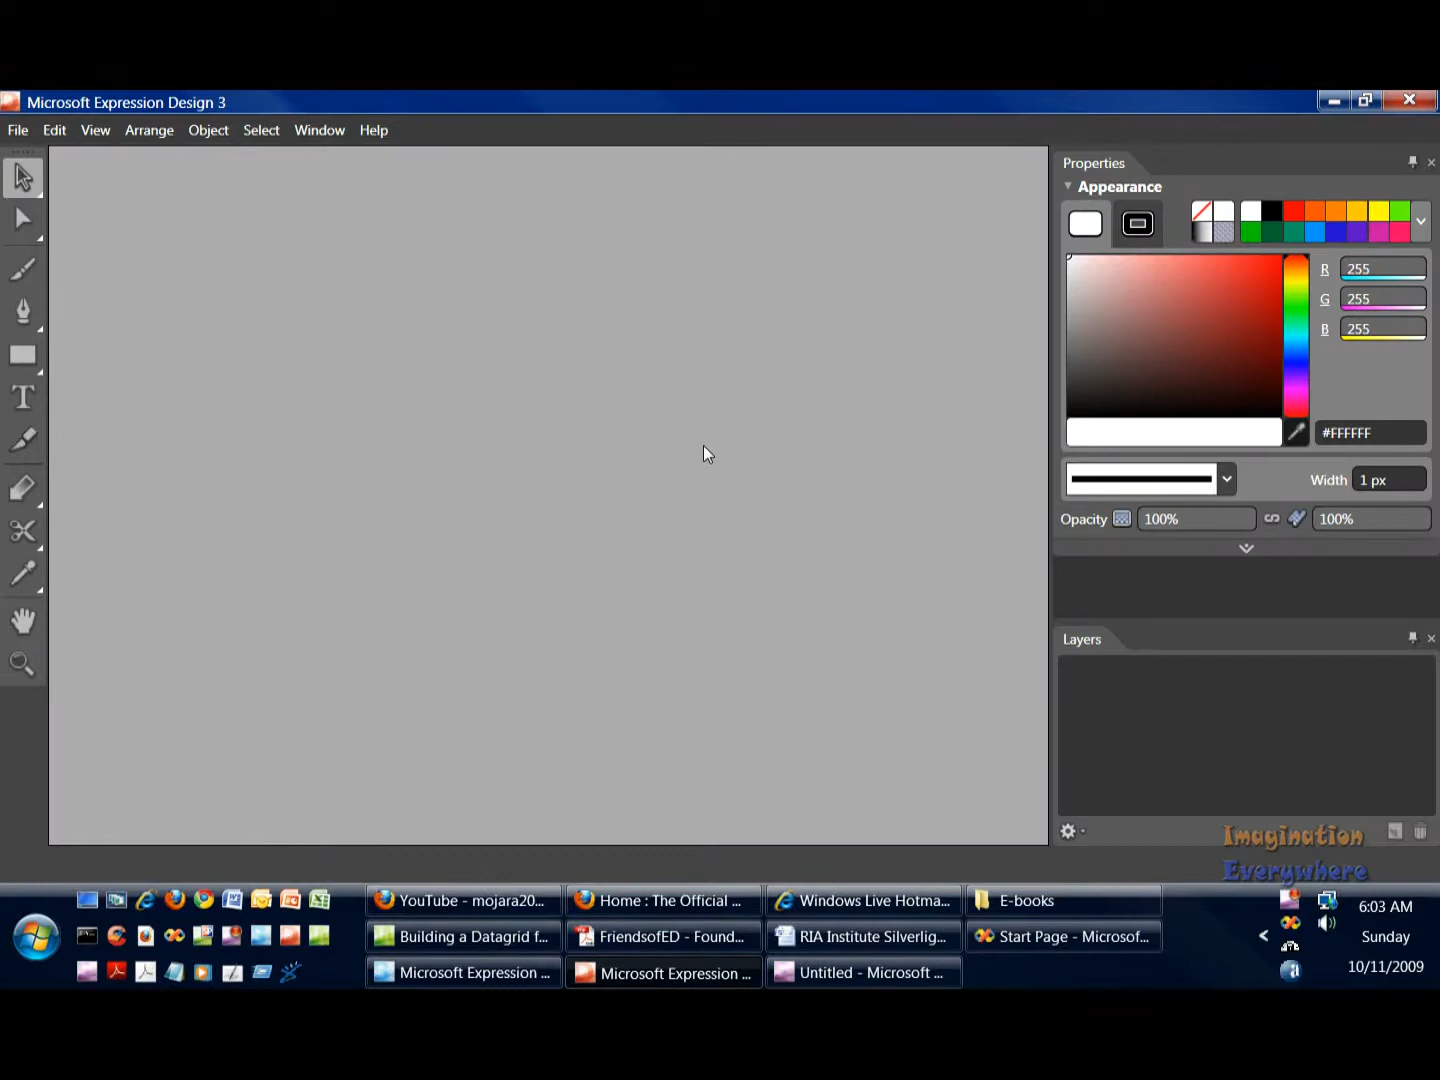 Microsoft Expression Design 3
File Edit View Arrange Object Select Window Help
Properties
Appearance
R 255
G 255
B 255
#FFFFFF
Width 1 px
Opacity 100% 100%
Layers
Imagination
Everywhere
YouTube - mojara20... Home : The Official ... Windows Live Hotma... E-books
Building a Datagrid f... FriendsofED - Found... RIA Institute Silverlig... Start Page - Microsof...
Microsoft Expression ... Microsoft Expression ... Untitled - Microsoft ...
6:03 AM
Sunday
10/11/2009